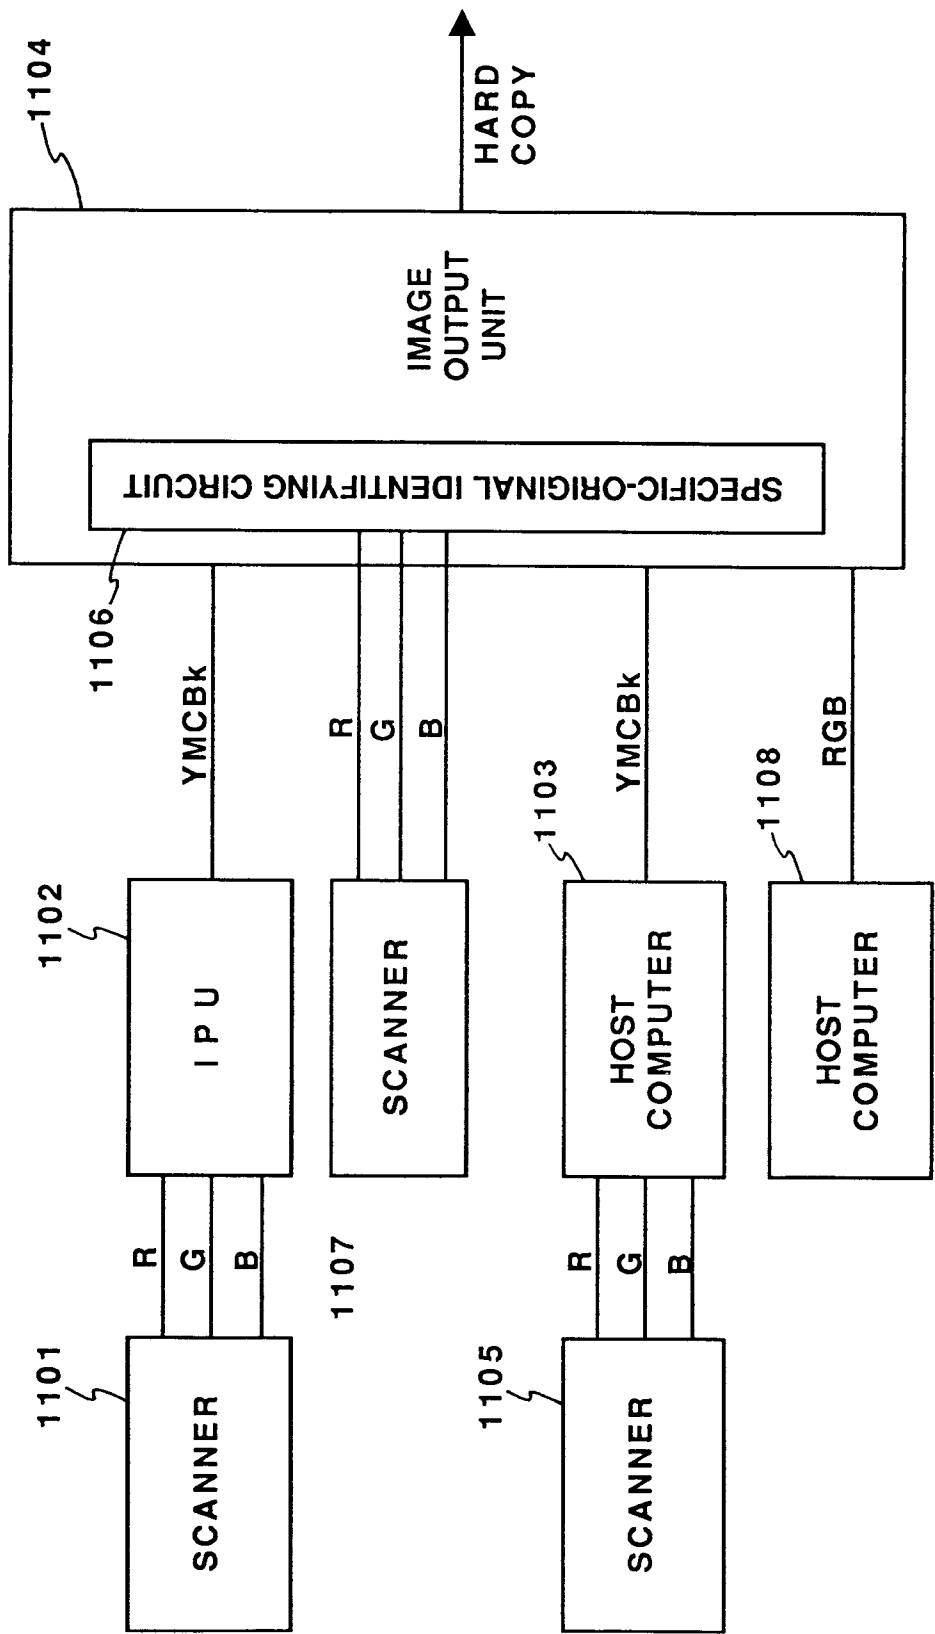 1101
SCANNER
R
G
B
1102
IPU
YMCBk
1106
1104
SPECIFIC-ORIGINAL IDENTIFYING CIRCUIT
IMAGE
OUTPUT
UNIT
HARD
COPY
1107
SCANNER
R
G
B
1105
SCANNER
R
G
B
1103
HOST
COMPUTER
YMCBk
1108
HOST
COMPUTER
RGB